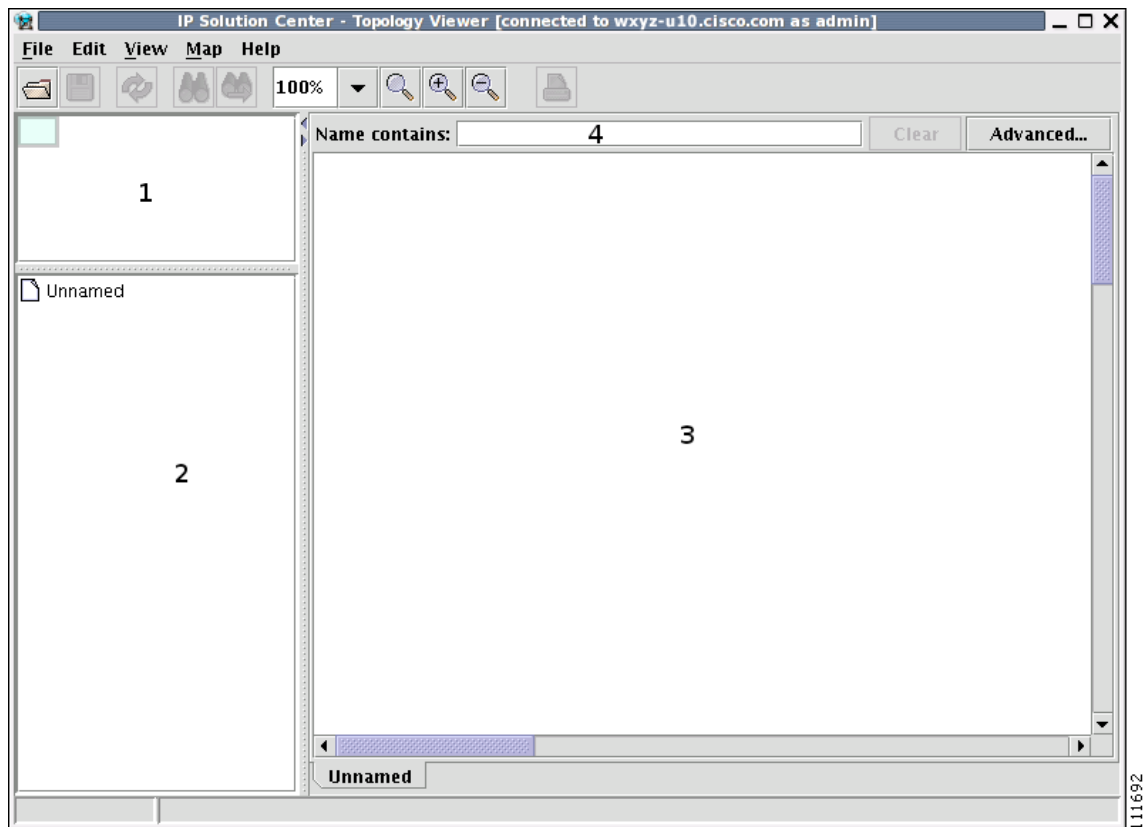 IP Solution Center - Topology Viewer [connected to wxyz-u10.cisco.com as admin]
File Edit View Map Help
100%
Name contains: 4 Clear Advanced...
1
Unnamed
2
3
Unnamed
111692